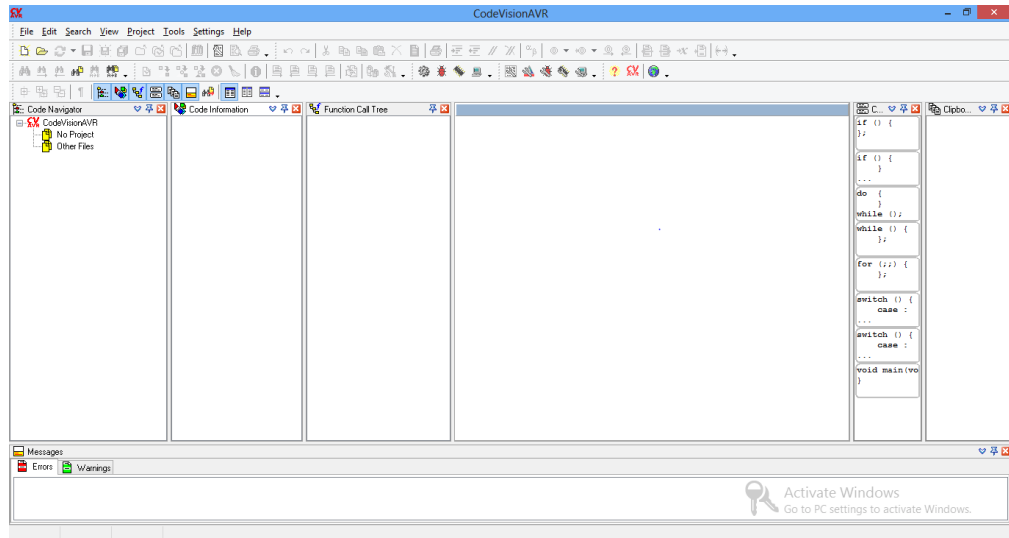 CodeVisionAVR
File Edit Search View Project Tools Settings Help
Code Navigator
CodeVisionAVR
No Project
Other Files
Code Information
Function Call Tree
C...
if () {
};
if () {
}
...
do {
}
while ();
while () {
};
for (;;) {
};
switch () {
case :
...
switch () {
case :
...
void main(vo
}
Clipbo...
Messages
Errors Warnings
Activate Windows
Go to PC settings to activate Windows.